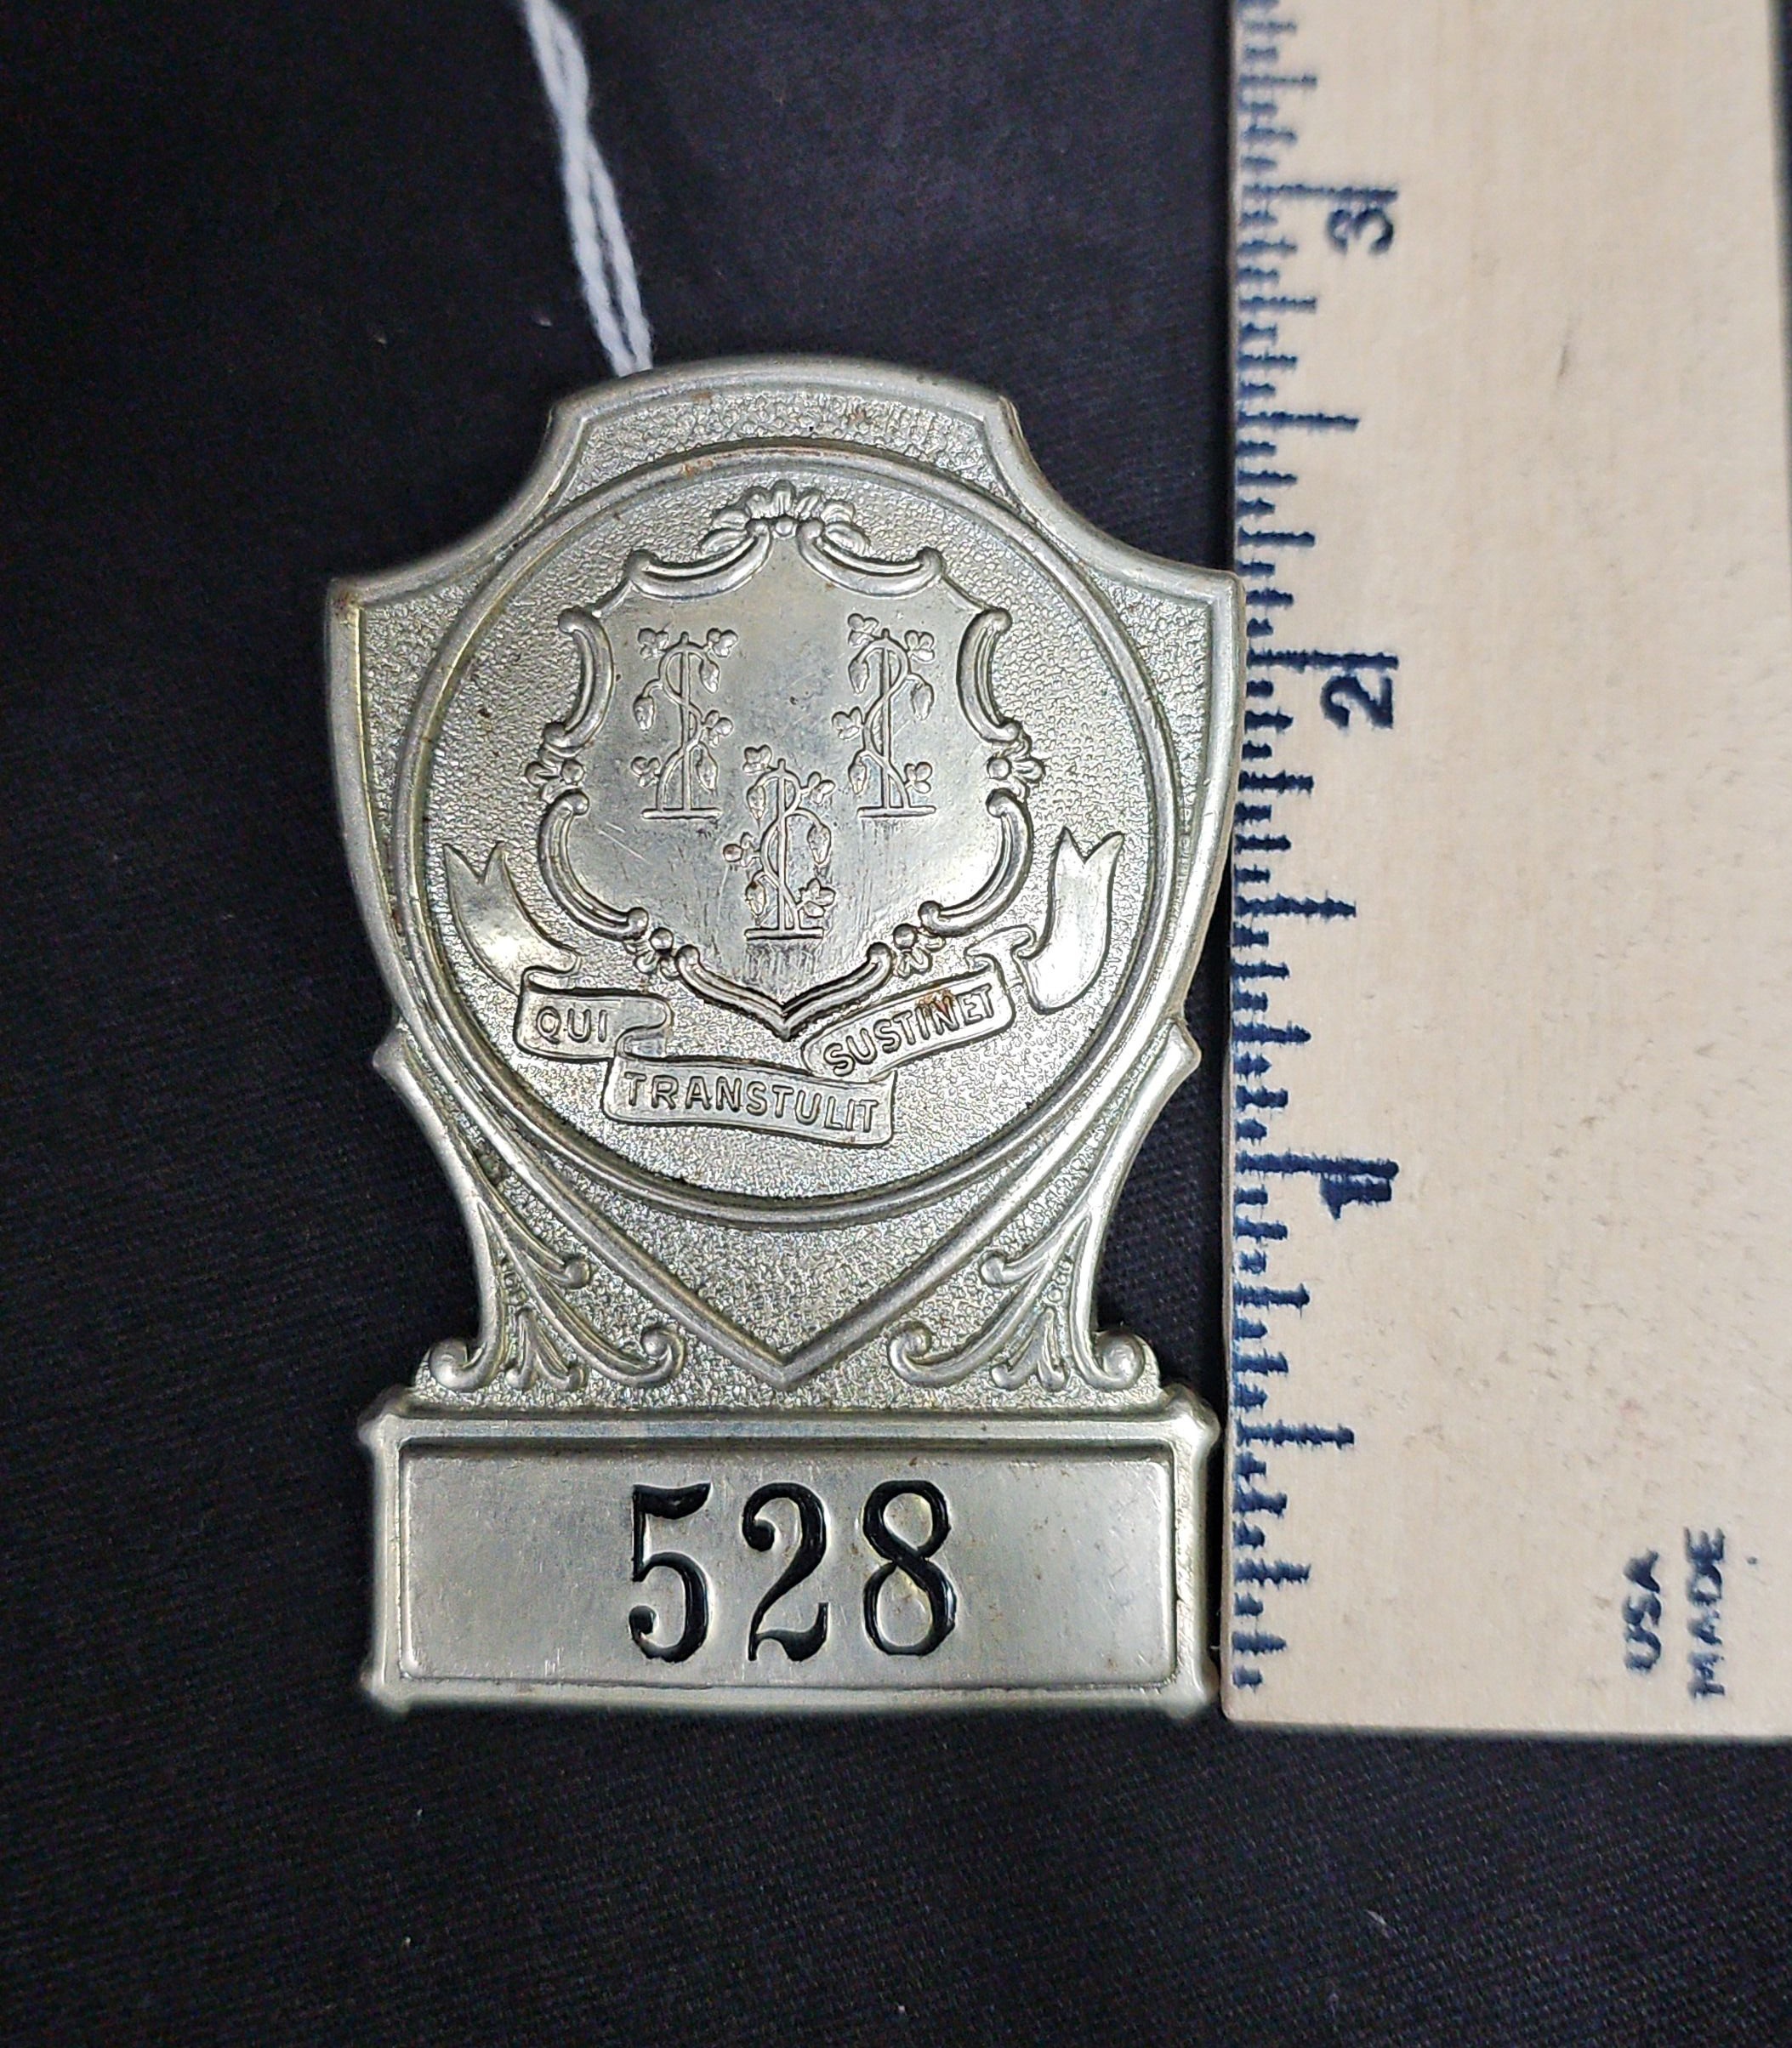 QUI
TRANSTULIT
SUSTINET
528
3
2
1
USA
MADE